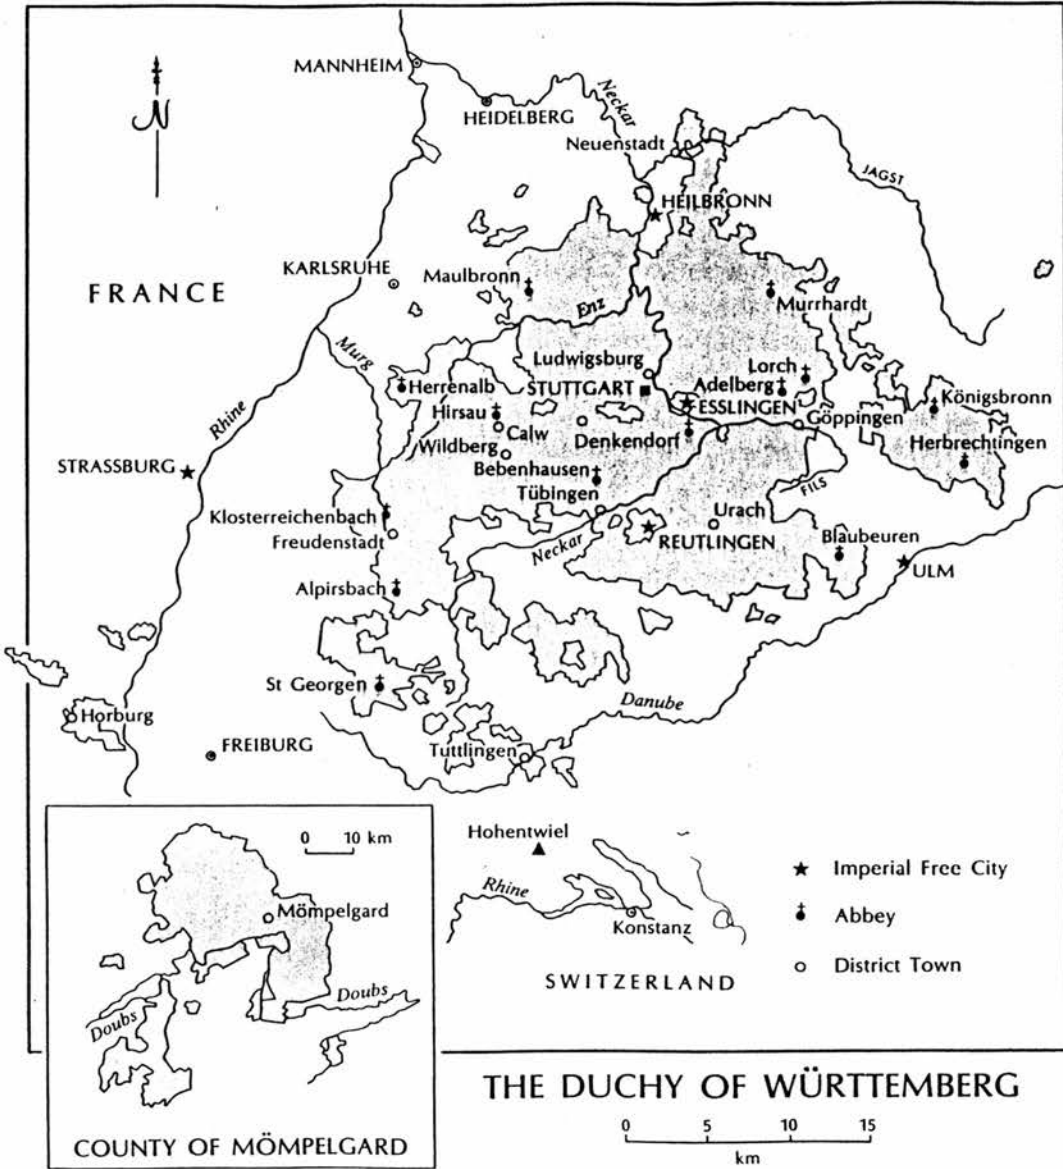 N
MANNHEIM
HEIDELBERG
Neckar
Neuenstadt
JAGST
HEILBRONN
KARLSRUHE
FRANCE
Maulbronn
Murrhardt
Enz
Murg
Ludwigsburg
Lorch
Herrenalb
STUTTGART
Adelberg
Königsbronn
Hirsau
ESSLINGEN
Göppingen
Rhine
Calw
Denkendorf
Herbrechtingen
Wildberg
STRASSBURG
Bebenhausen
Tübingen
FILS
Klosterreichenbach
Urach
Freudenstadt
Neckar
REUTLINGEN
Blaubeuren
ULM
Alpirsbach
St Georgen
Danube
Horburg
FREIBURG
Tuttlingen
0 10 km
Hohentwiel
Imperial Free City
Rhine
Mömpelgard
Abbey
Konstanz
District Town
SWITZERLAND
Doubs
Doubs
COUNTY OF MÖMPELGARD
THE DUCHY OF WÜRTTEMBERG
0 5 10 15
km